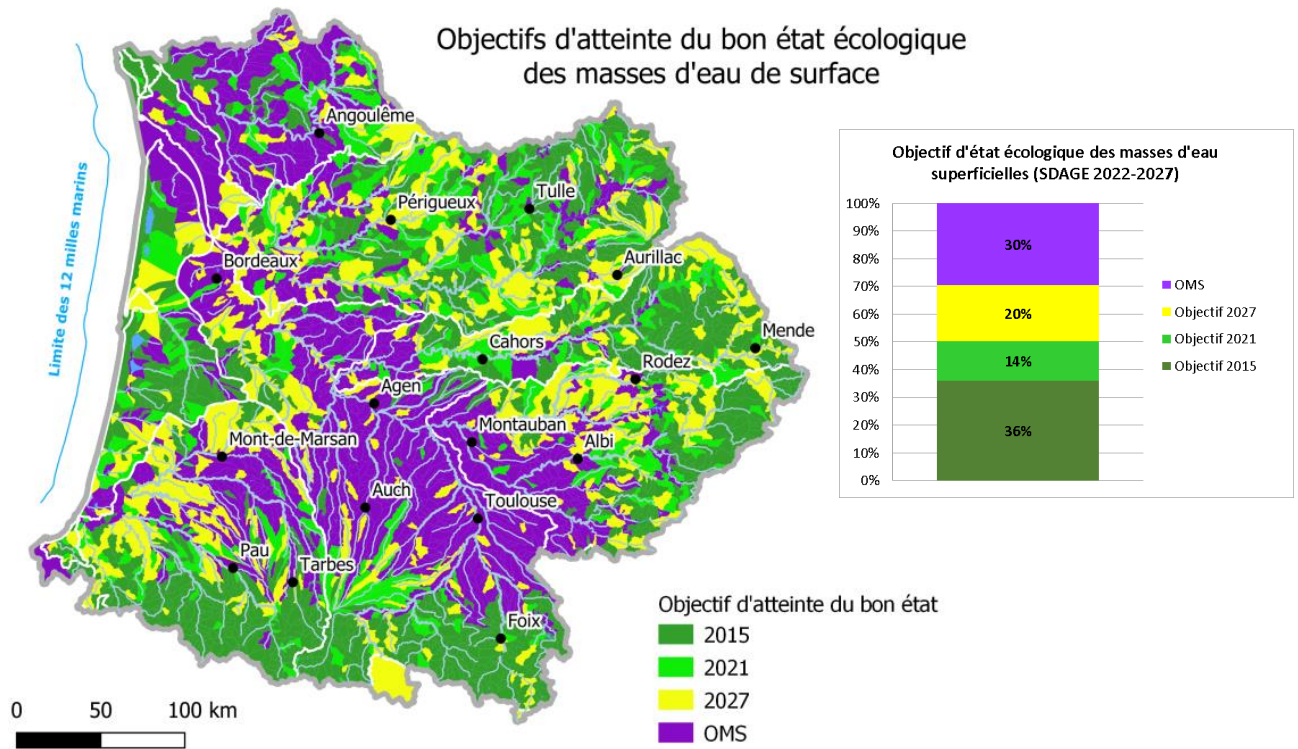 Objectifs d'atteinte du bon état écologique
des masses d'eau de surface
Limite des 12 milles marins
Angoulême
Périgueux
Tulle
Bordeaux
Aurillac
Mende
Cahors
Rodez
Agen
Montauban
Mont-de-Marsan
Albi
Auch
Toulouse
Pau
Tarbes
Foix
0 50 100 km
Objectif d'atteinte du bon état
2015
2021
2027
OMS
Objectif d'état écologique des masses d'eau
superficielles (SDAGE 2022-2027)
100%
90%
80%
70%
60%
50%
40%
30%
20%
10%
0%
30%
20%
14%
36%
OMS
Objectif 2027
Objectif 2021
Objectif 2015